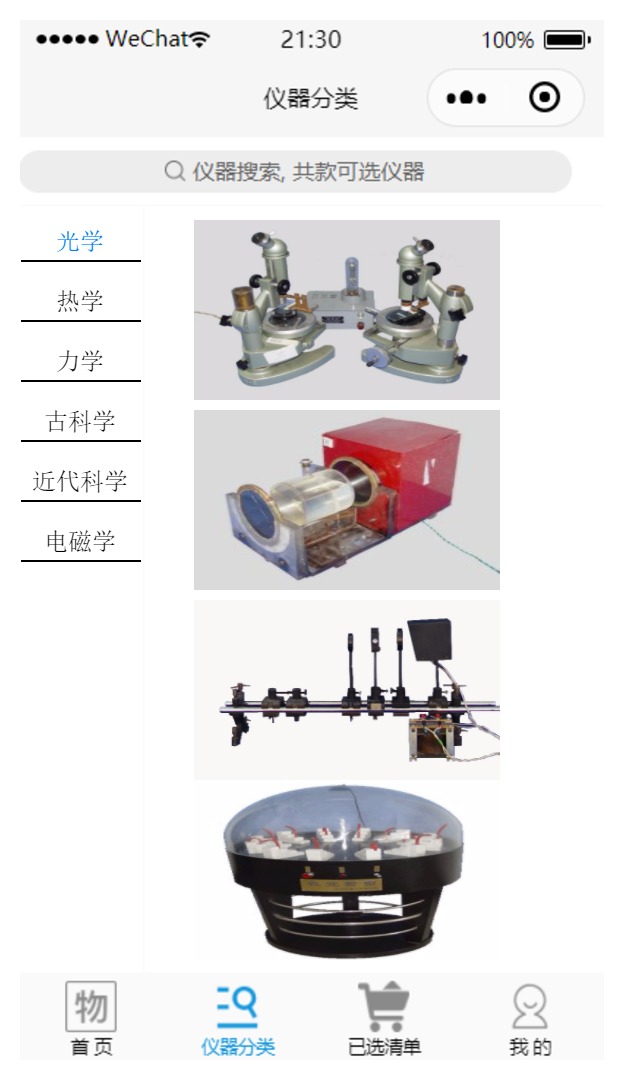 WeChat 21:30 100%
仪器分类
仪器搜索, 共款可选仪器
光学
热学
力学
古科学
近代科学
电磁学
物
首页 仪器分类 已选清单 我的